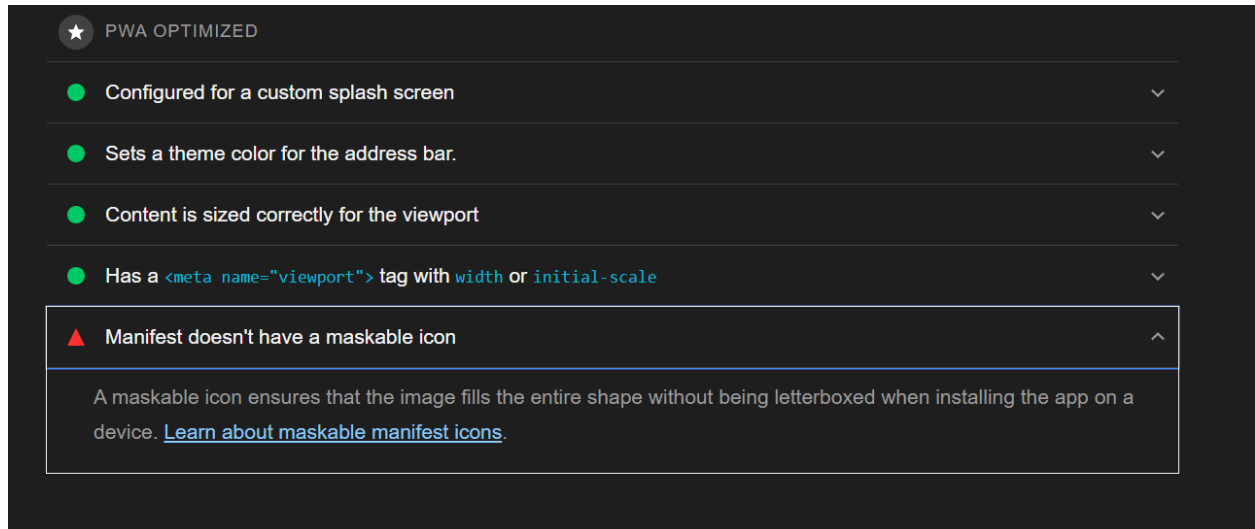 PWA OPTIMIZED
Configured for a custom splash screen
Sets a theme color for the address bar.
Content is sized correctly for the viewport
Has a <meta name="viewport"> tag with width or initial-scale
Manifest doesn't have a maskable icon
A maskable icon ensures that the image fills the entire shape without being letterboxed when installing the app on a
device. Learn about maskable manifest icons.